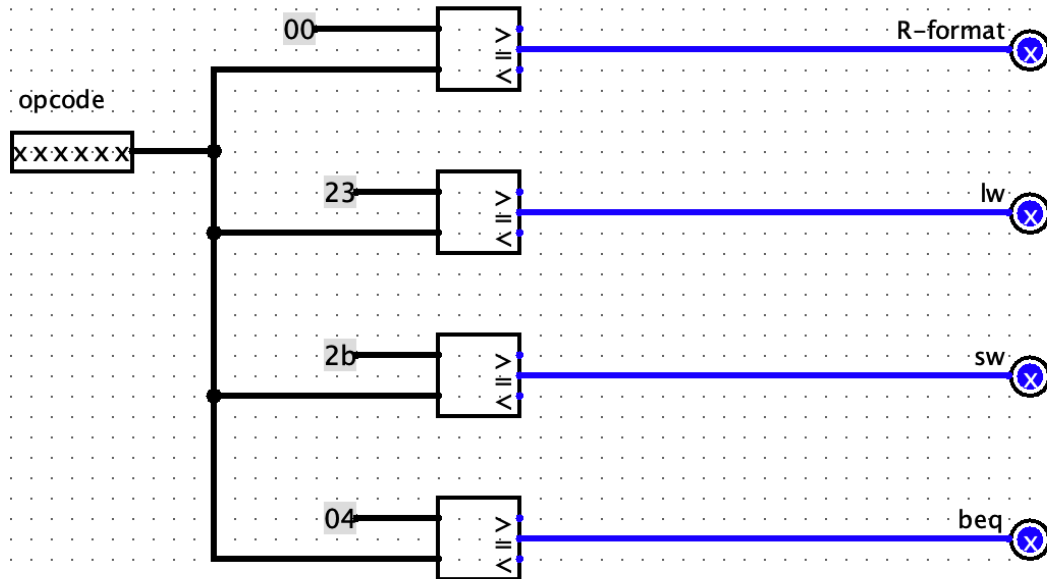 00
>
=
<
R-format
x
opcode
xxxxxx
23
>
=
<
lw
x
2b
>
=
<
sw
x
04
>
=
<
beq
x